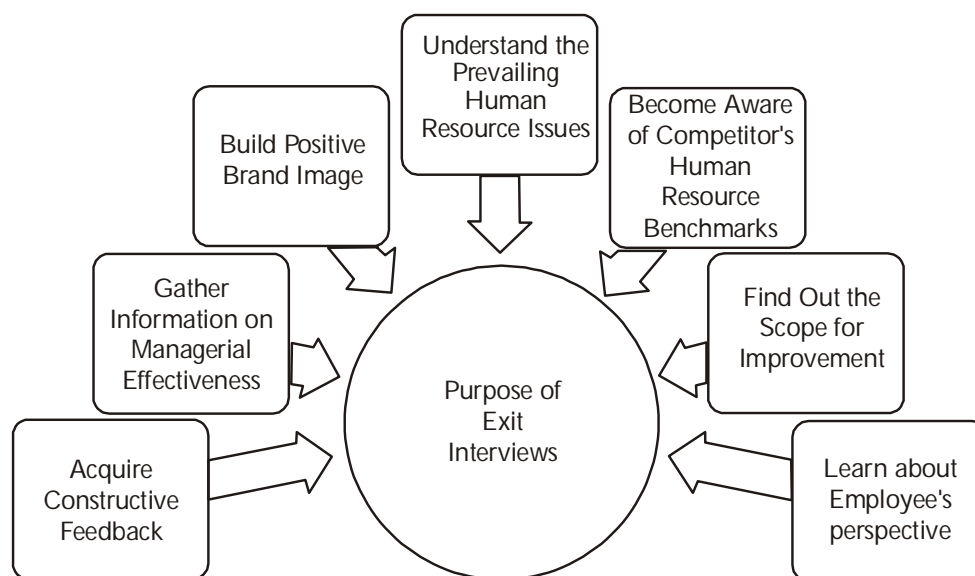 Understand the
Prevailing
Human
Resource Issues
Become Aware
of Competitor's
Human
Resource
Benchmarks
Build Positive
Brand Image
Gather
Information on
Managerial
Effectiveness
Find Out the
Scope for
Improvement
Purpose of
Exit
Interviews
Acquire
Constructive
Feedback
Learn about
Employee's
perspective